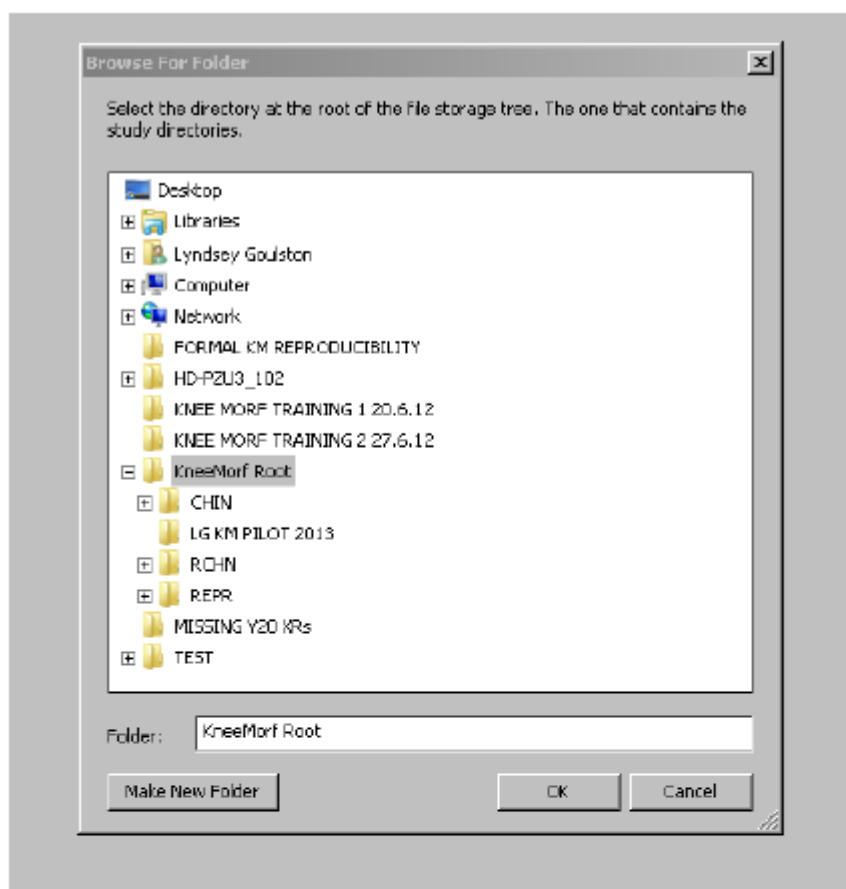 Browse For Folder
Select the directory at the root of the file storage tree. The one that contains the
study directories.
Desktop
Libraries
Lyndsey Goulston
Computer
Network
FORMAL KM REPRODUCIBILITY
HD-PZU3_102
KNEE MORF TRAINING 1 20.6.12
KNEE MORF TRAINING 2 27.6.12
KneeMorf Root
CHIN
LG KM PILOT 2013
RCHN
REPR
MISSING Y20 XRs
TEST
Folder: KneeMorf Root
Make New Folder OK Cancel